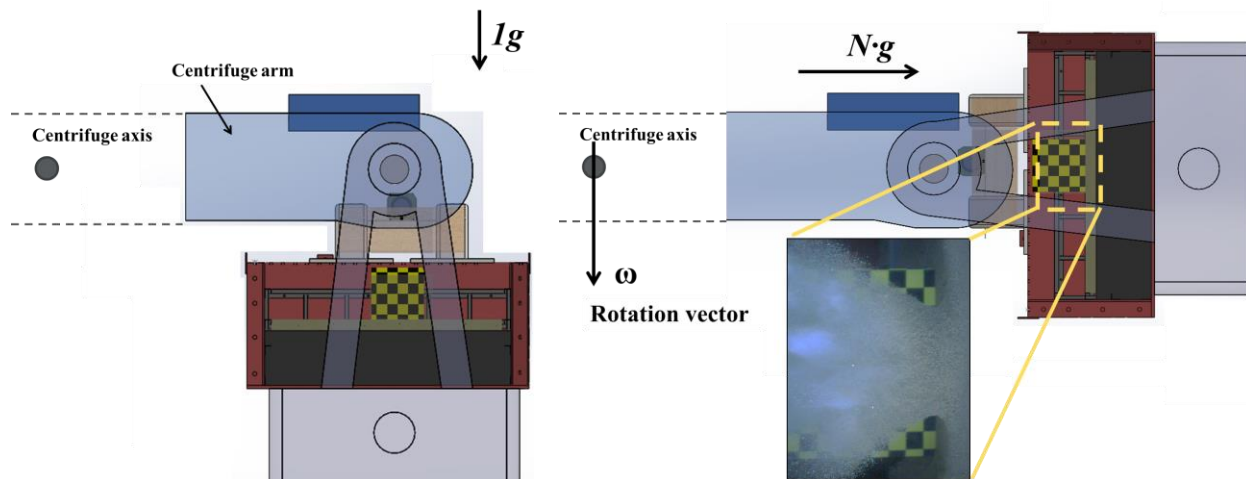 1g
Centrifuge arm
Centrifuge axis
N·g
Centrifuge axis
ω
Rotation vector